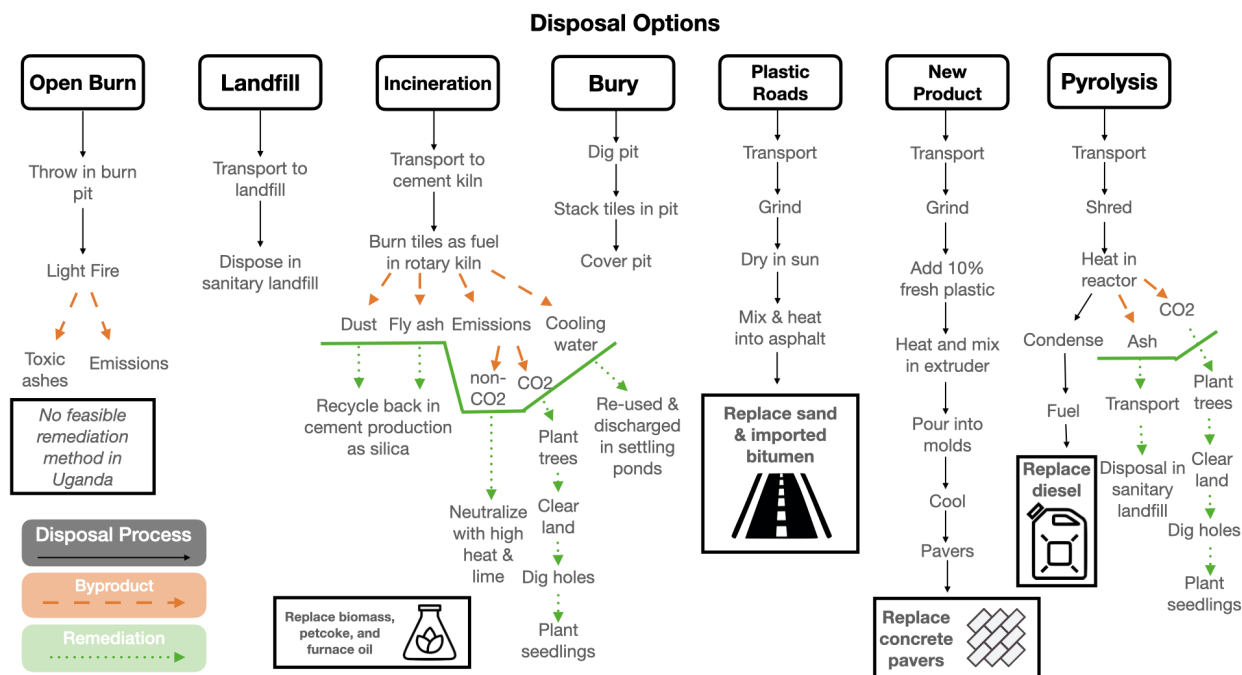 Disposal Options
Open Burn
Throw in burn
pit
Light Fire
Toxic
ashes
Emissions
No feasible
remediation
method in
Uganda
Disposal Process
Byproduct
Remediation
Landfill
Transport to
landfill
Dispose in
sanitary landfill
Incineration
Transport to
cement kiln
Burn tiles as fuel
in rotary kiln
Dust
Fly ash
Emissions
Cooling
water
non-
CO2
CO2
Recycle back in
cement production
as silica
Neutralize
with high
heat &
lime
Plant
trees
Clear
land
Dig holes
Plant
seedlings
Re-used &
discharged
in settling
ponds
Replace biomass,
petcoke, and
furnace oil
Bury
Dig pit
Stack tiles in pit
Cover pit
Plastic
Roads
Transport
Grind
Dry in sun
Mix & heat
into asphalt
Replace sand
& imported
bitumen
New
Product
Transport
Grind
Add 10%
fresh plastic
Heat and mix
in extruder
Pour into
molds
Cool
Pavers
Replace
concrete
pavers
Pyrolysis
Transport
Shred
Heat in
reactor
CO2
Condense
Ash
Fuel
Replace
diesel
Transport
Disposal in
sanitary
landfill
Plant
trees
Clear
land
Dig holes
Plant
seedlings